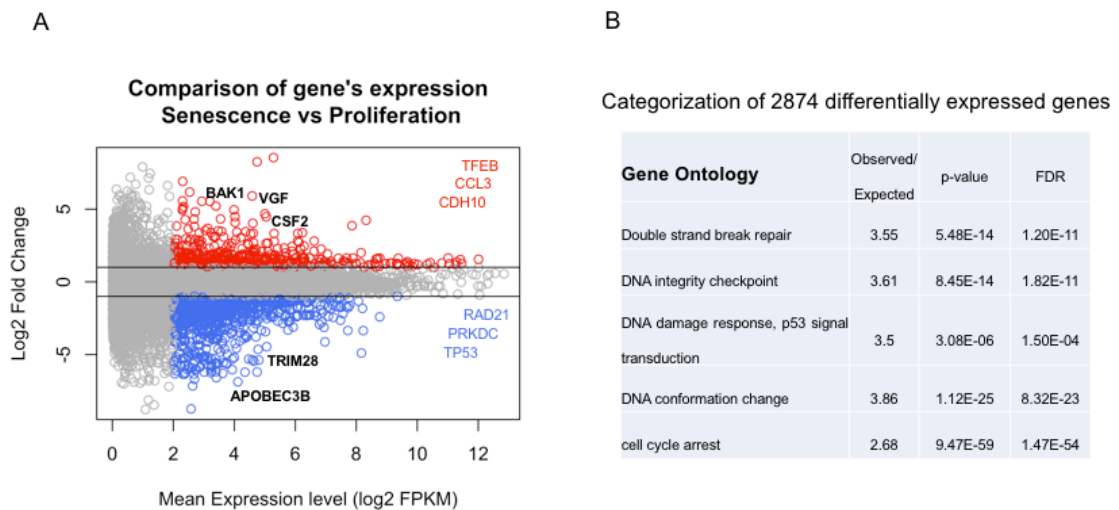 A
Comparison of gene's expression
Senescence vs Proliferation
Log2 Fold Change
5
0
-5
BAK1
VGF
CSF2
TFEB
CCL3
CDH10
RAD21
PRKDC
TP53
TRIM28
APOBEC3B
0 2 4 6 8 10 12
Mean Expression level (log2 FPKM)
B
Categorization of 2874 differentially expressed genes
Gene Ontology Observed/ p-value FDR
Expected
Double strand break repair 3.55 5.48E-14 1.20E-11
DNA integrity checkpoint 3.61 8.45E-14 1.82E-11
DNA damage response, p53 signal
transduction 3.5 3.08E-06 1.50E-04
DNA conformation change 3.86 1.12E-25 8.32E-23
cell cycle arrest 2.68 9.47E-59 1.47E-54